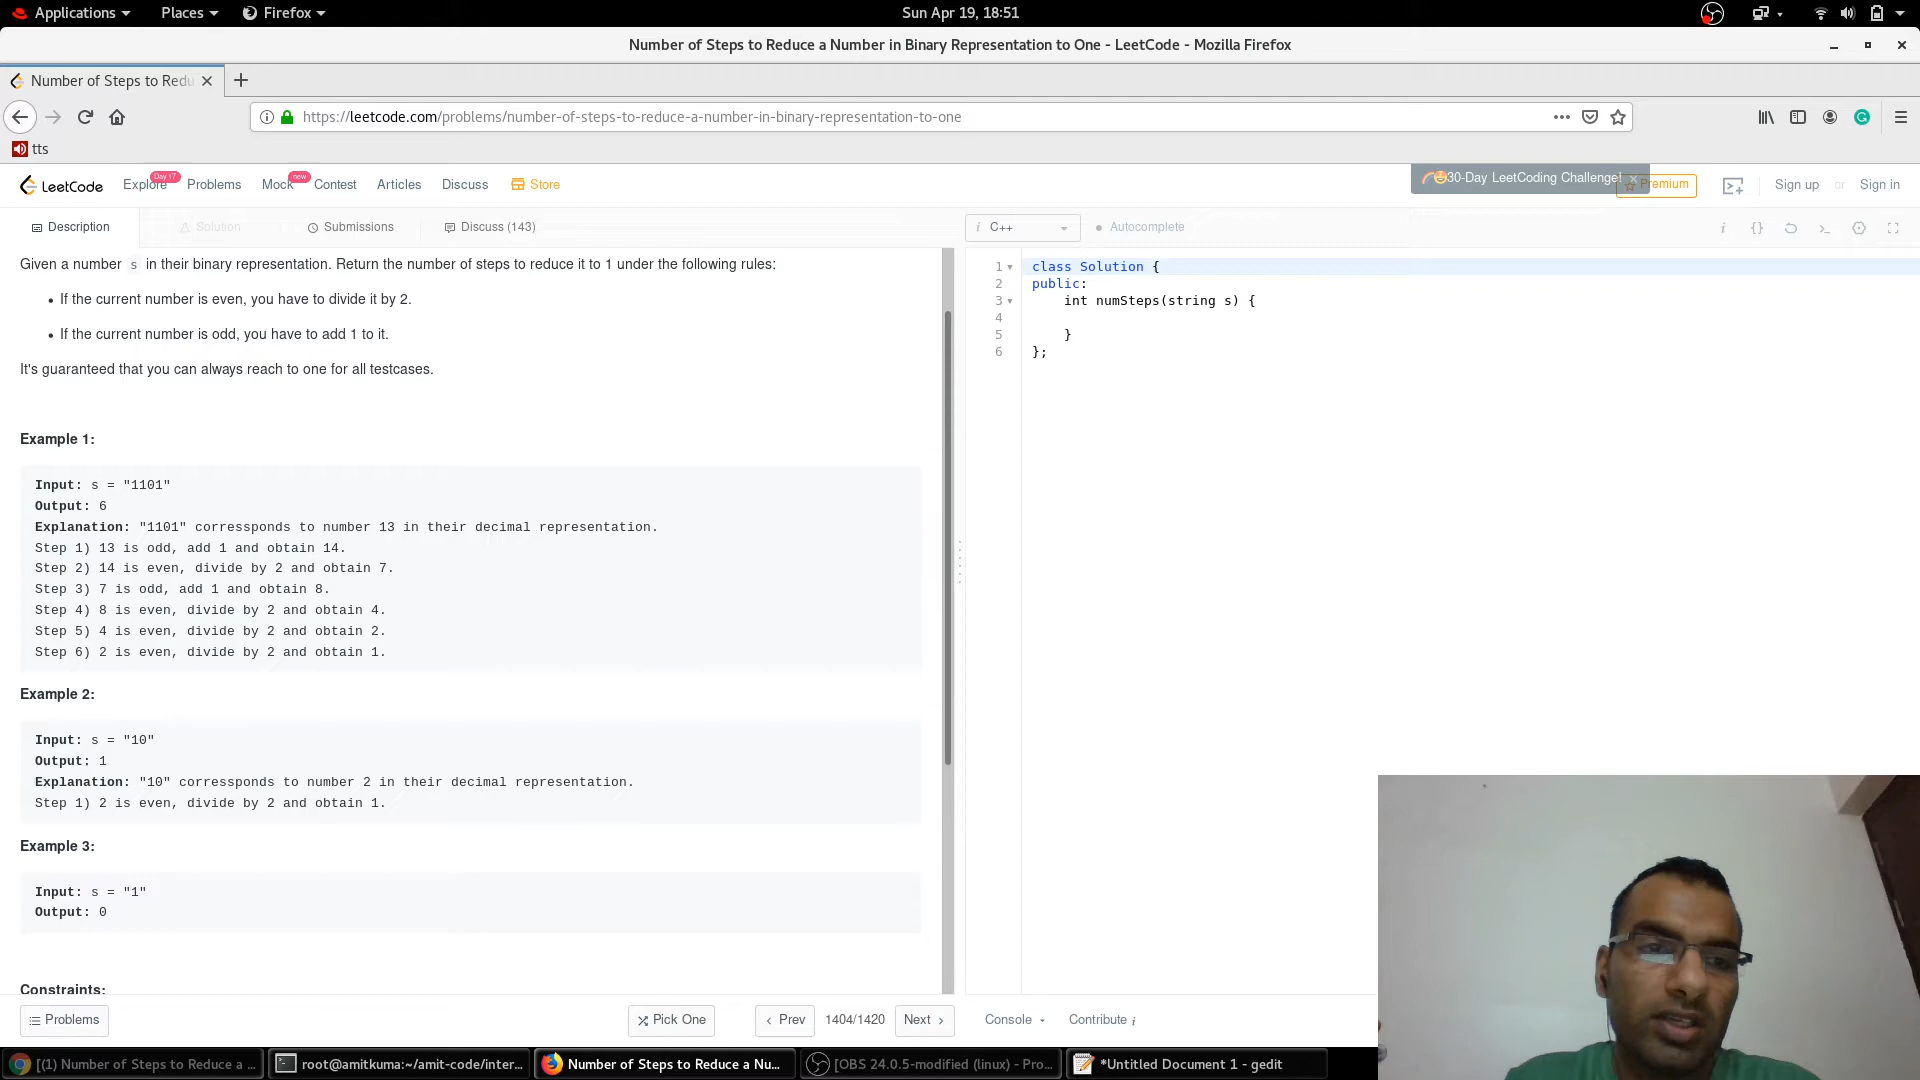 Applications
Places
Firefox
Sun Apr 19, 18:51
Number of Steps to Reduce a Number in Binary Representation to One - LeetCode - Mozilla Firefox
Number of Steps to Redu
https://leetcode.com/problems/number-of-steps-to-reduce-a-number-in-binary-representation-to-one
tts
LeetCode
Explore
Day 17
Problems
Mock
new
Contest
Articles
Discuss
Store
30-Day LeetCoding Challenge!
Premium
Sign up
or
Sign in
Description
Solution
Submissions
Discuss (143)
i C++
Autocomplete
Given a number s in their binary representation. Return the number of steps to reduce it to 1 under the following rules:
• If the current number is even, you have to divide it by 2.
• If the current number is odd, you have to add 1 to it.
It's guaranteed that you can always reach to one for all testcases.
Example 1:
Input: s = "1101"
Output: 6
Explanation: "1101" corressponds to number 13 in their decimal representation.
Step 1) 13 is odd, add 1 and obtain 14.
Step 2) 14 is even, divide by 2 and obtain 7.
Step 3) 7 is odd, add 1 and obtain 8.
Step 4) 8 is even, divide by 2 and obtain 4.
Step 5) 4 is even, divide by 2 and obtain 2.
Step 6) 2 is even, divide by 2 and obtain 1.
Example 2:
Input: s = "10"
Output: 1
Explanation: "10" corressponds to number 2 in their decimal representation.
Step 1) 2 is even, divide by 2 and obtain 1.
Example 3:
Input: s = "1"
Output: 0
Constraints:
1 class Solution {
2 public:
3 int numSteps(string s) {
4
5 }
6 };
Problems
Pick One
‹ Prev
1404/1420
Next ›
Console
Contribute i
[(1) Number of Steps to Reduce a ...
root@amitkuma:~/amit-code/inter...
Number of Steps to Reduce a Nu...
[OBS 24.0.5-modified (linux) - Pro...
*Untitled Document 1 - gedit